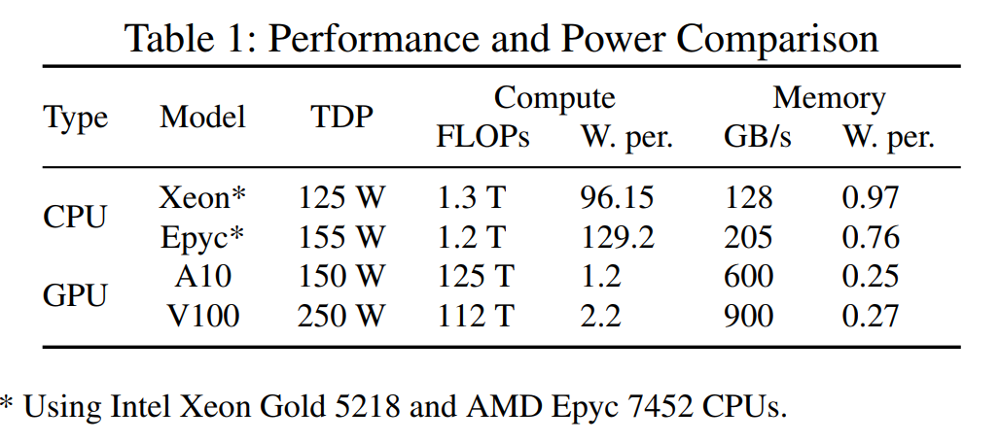 Table 1: Performance and Power Comparison
Type Model TDP Compute Memory
FLOPs W. per. GB/s W. per.
CPU Xeon* 125 W 1.3 T 96.15 128 0.97
Epyc* 155 W 1.2 T 129.2 205 0.76
GPU A10 150 W 125 T 1.2 600 0.25
V100 250 W 112 T 2.2 900 0.27
* Using Intel Xeon Gold 5218 and AMD Epyc 7452 CPUs.